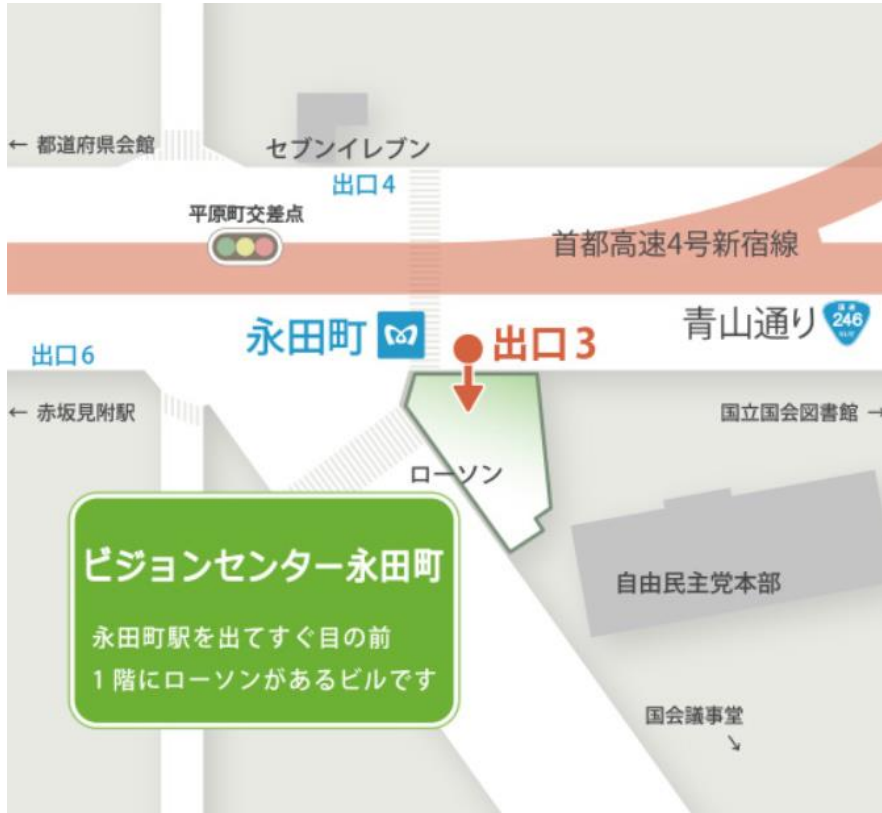 ← 都道府県会館
セブンイレブン
出口4
平原町交差点
首都高速4号新宿線
永田町
出口3
青山通り
246
出口6
← 赤坂見附駅
国立国会図書館 →
ローソン
ビジョンセンター永田町
永田町駅を出てすぐ目の前
1階にローソンがあるビルです
自由民主党本部
国会議事堂
↘